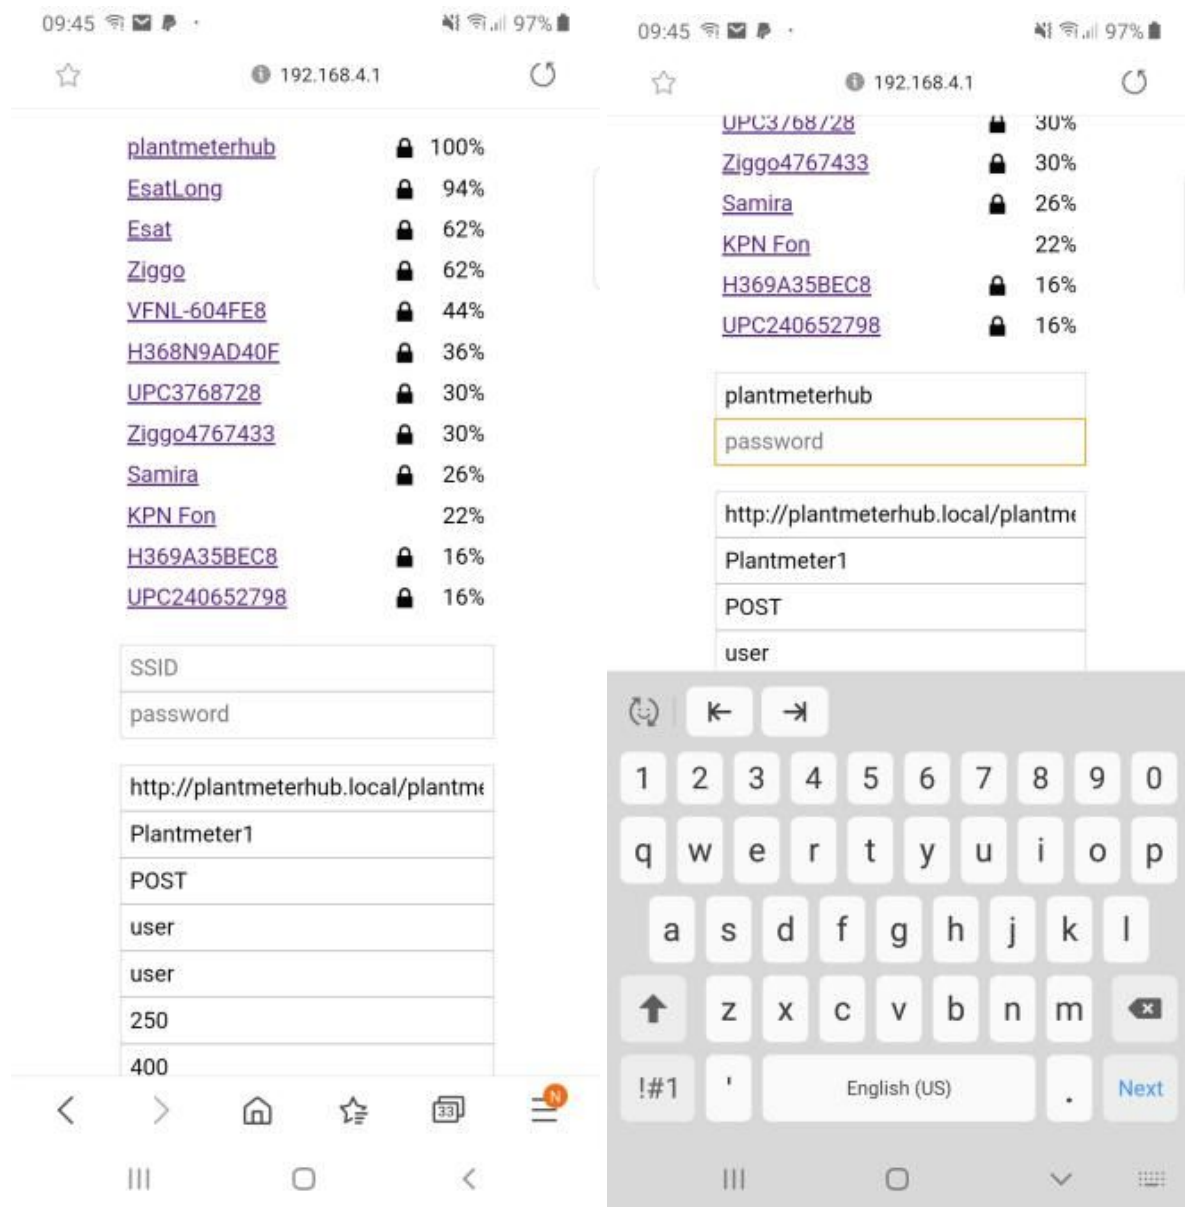 09:45 97%
192.168.4.1
plantmeterhub 100%
EsatLong 94%
Esat 62%
Ziggo 62%
VFNL-604FE8 44%
H368N9AD40F 36%
UPC3768728 30%
Ziggo4767433 30%
Samira 26%
KPN Fon 22%
H369A35BEC8 16%
UPC240652798 16%
SSID
password
http://plantmeterhub.local/plantme
Plantmeter1
POST
user
user
250
400
33 N
09:45 97%
192.168.4.1
UPC3768728 30%
Ziggo4767433 30%
Samira 26%
KPN Fon 22%
H369A35BEC8 16%
UPC240652798 16%
plantmeterhub
password
http://plantmeterhub.local/plantme
Plantmeter1
POST
user
1 2 3 4 5 6 7 8 9 0
q w e r t y u i o p
a s d f g h j k l
z x c v b n m
!#1 ' English (US) . Next